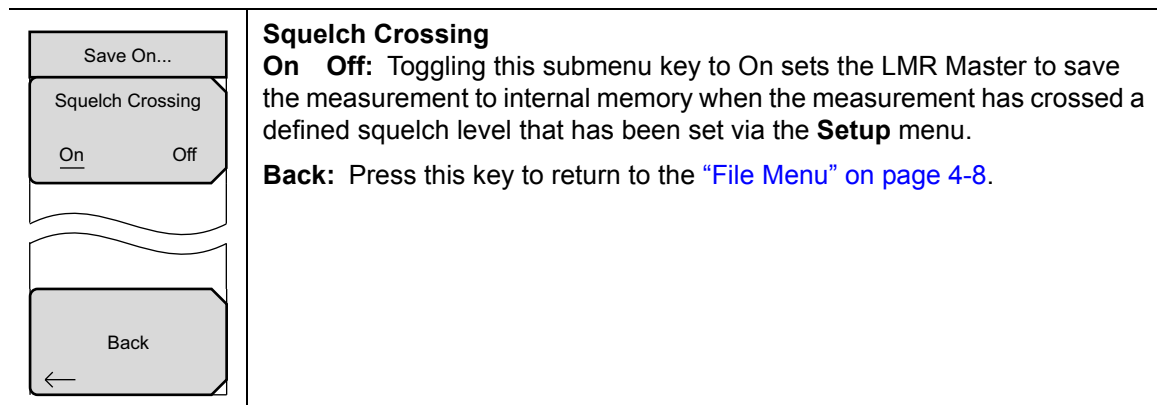 Save On...
Squelch Crossing
On Off
Back
Squelch Crossing
On Off: Toggling this submenu key to On sets the LMR Master to save
the measurement to internal memory when the measurement has crossed a
defined squelch level that has been set via the Setup menu.
Back: Press this key to return to the “File Menu” on page 4-8.